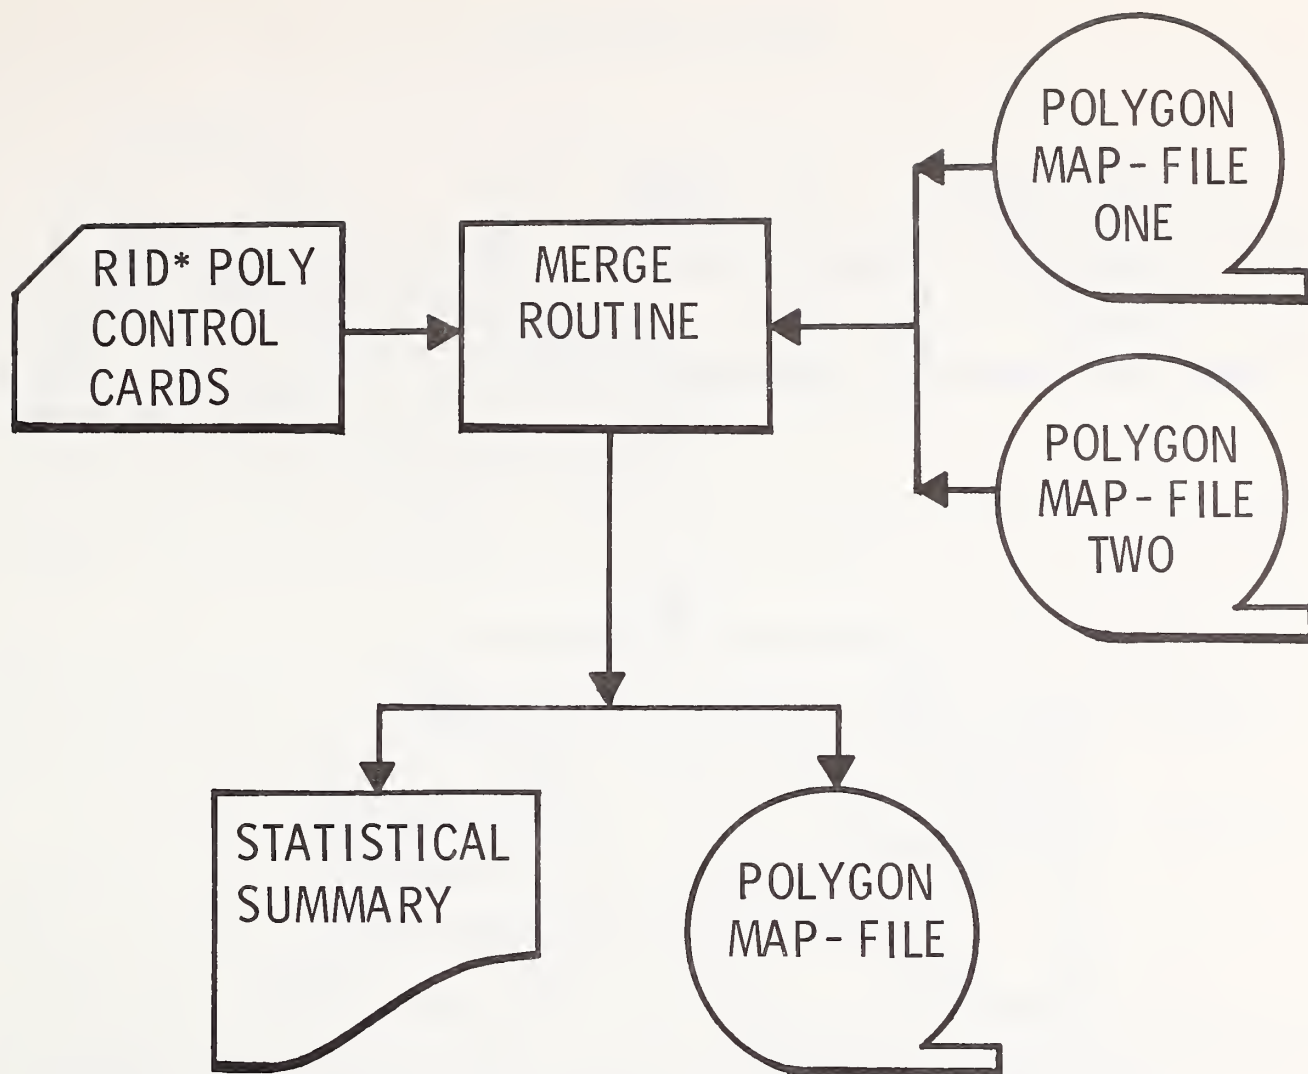 RID* POLY
CONTROL
CARDS
MERGE
ROUTINE
POLYGON
MAP-FILE
ONE
POLYGON
MAP-FILE
TWO
STATISTICAL
SUMMARY
POLYGON
MAP-FILE